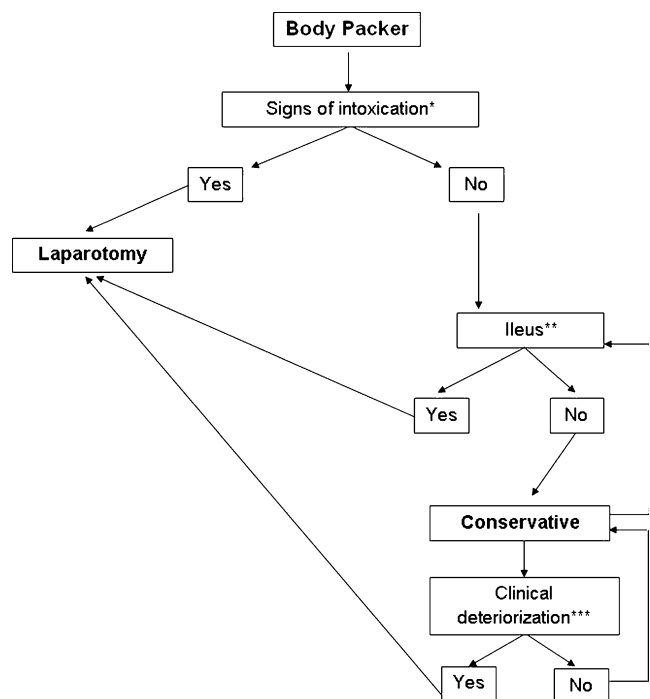 Body Packer
Signs of intoxication*
Yes
No
Laparotomy
Ileus**
Yes
No
Conservative
Clinical
deteriorization***
Yes
No